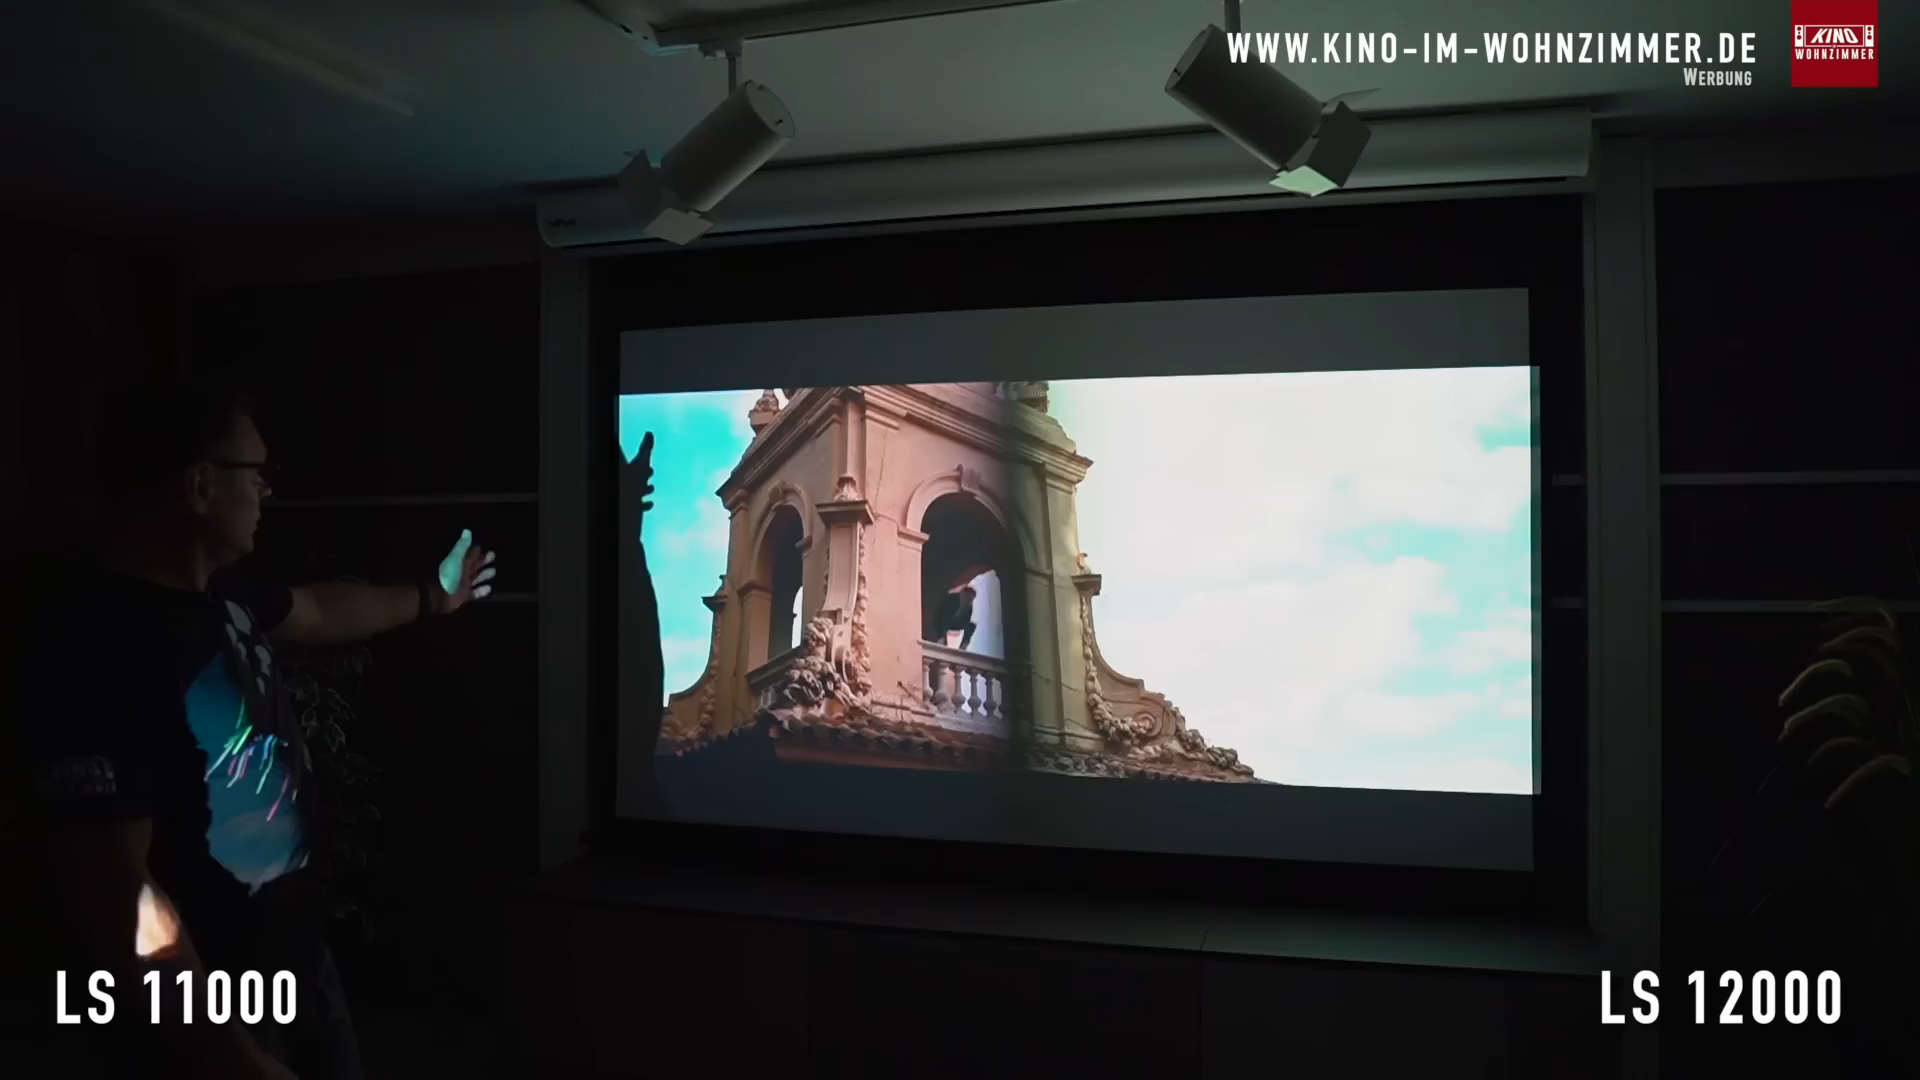 WWW.KINO-IM-WOHNZIMMER.DE
WERBUNG
KINO
WOHNZIMMER
LS 11000
LS 12000